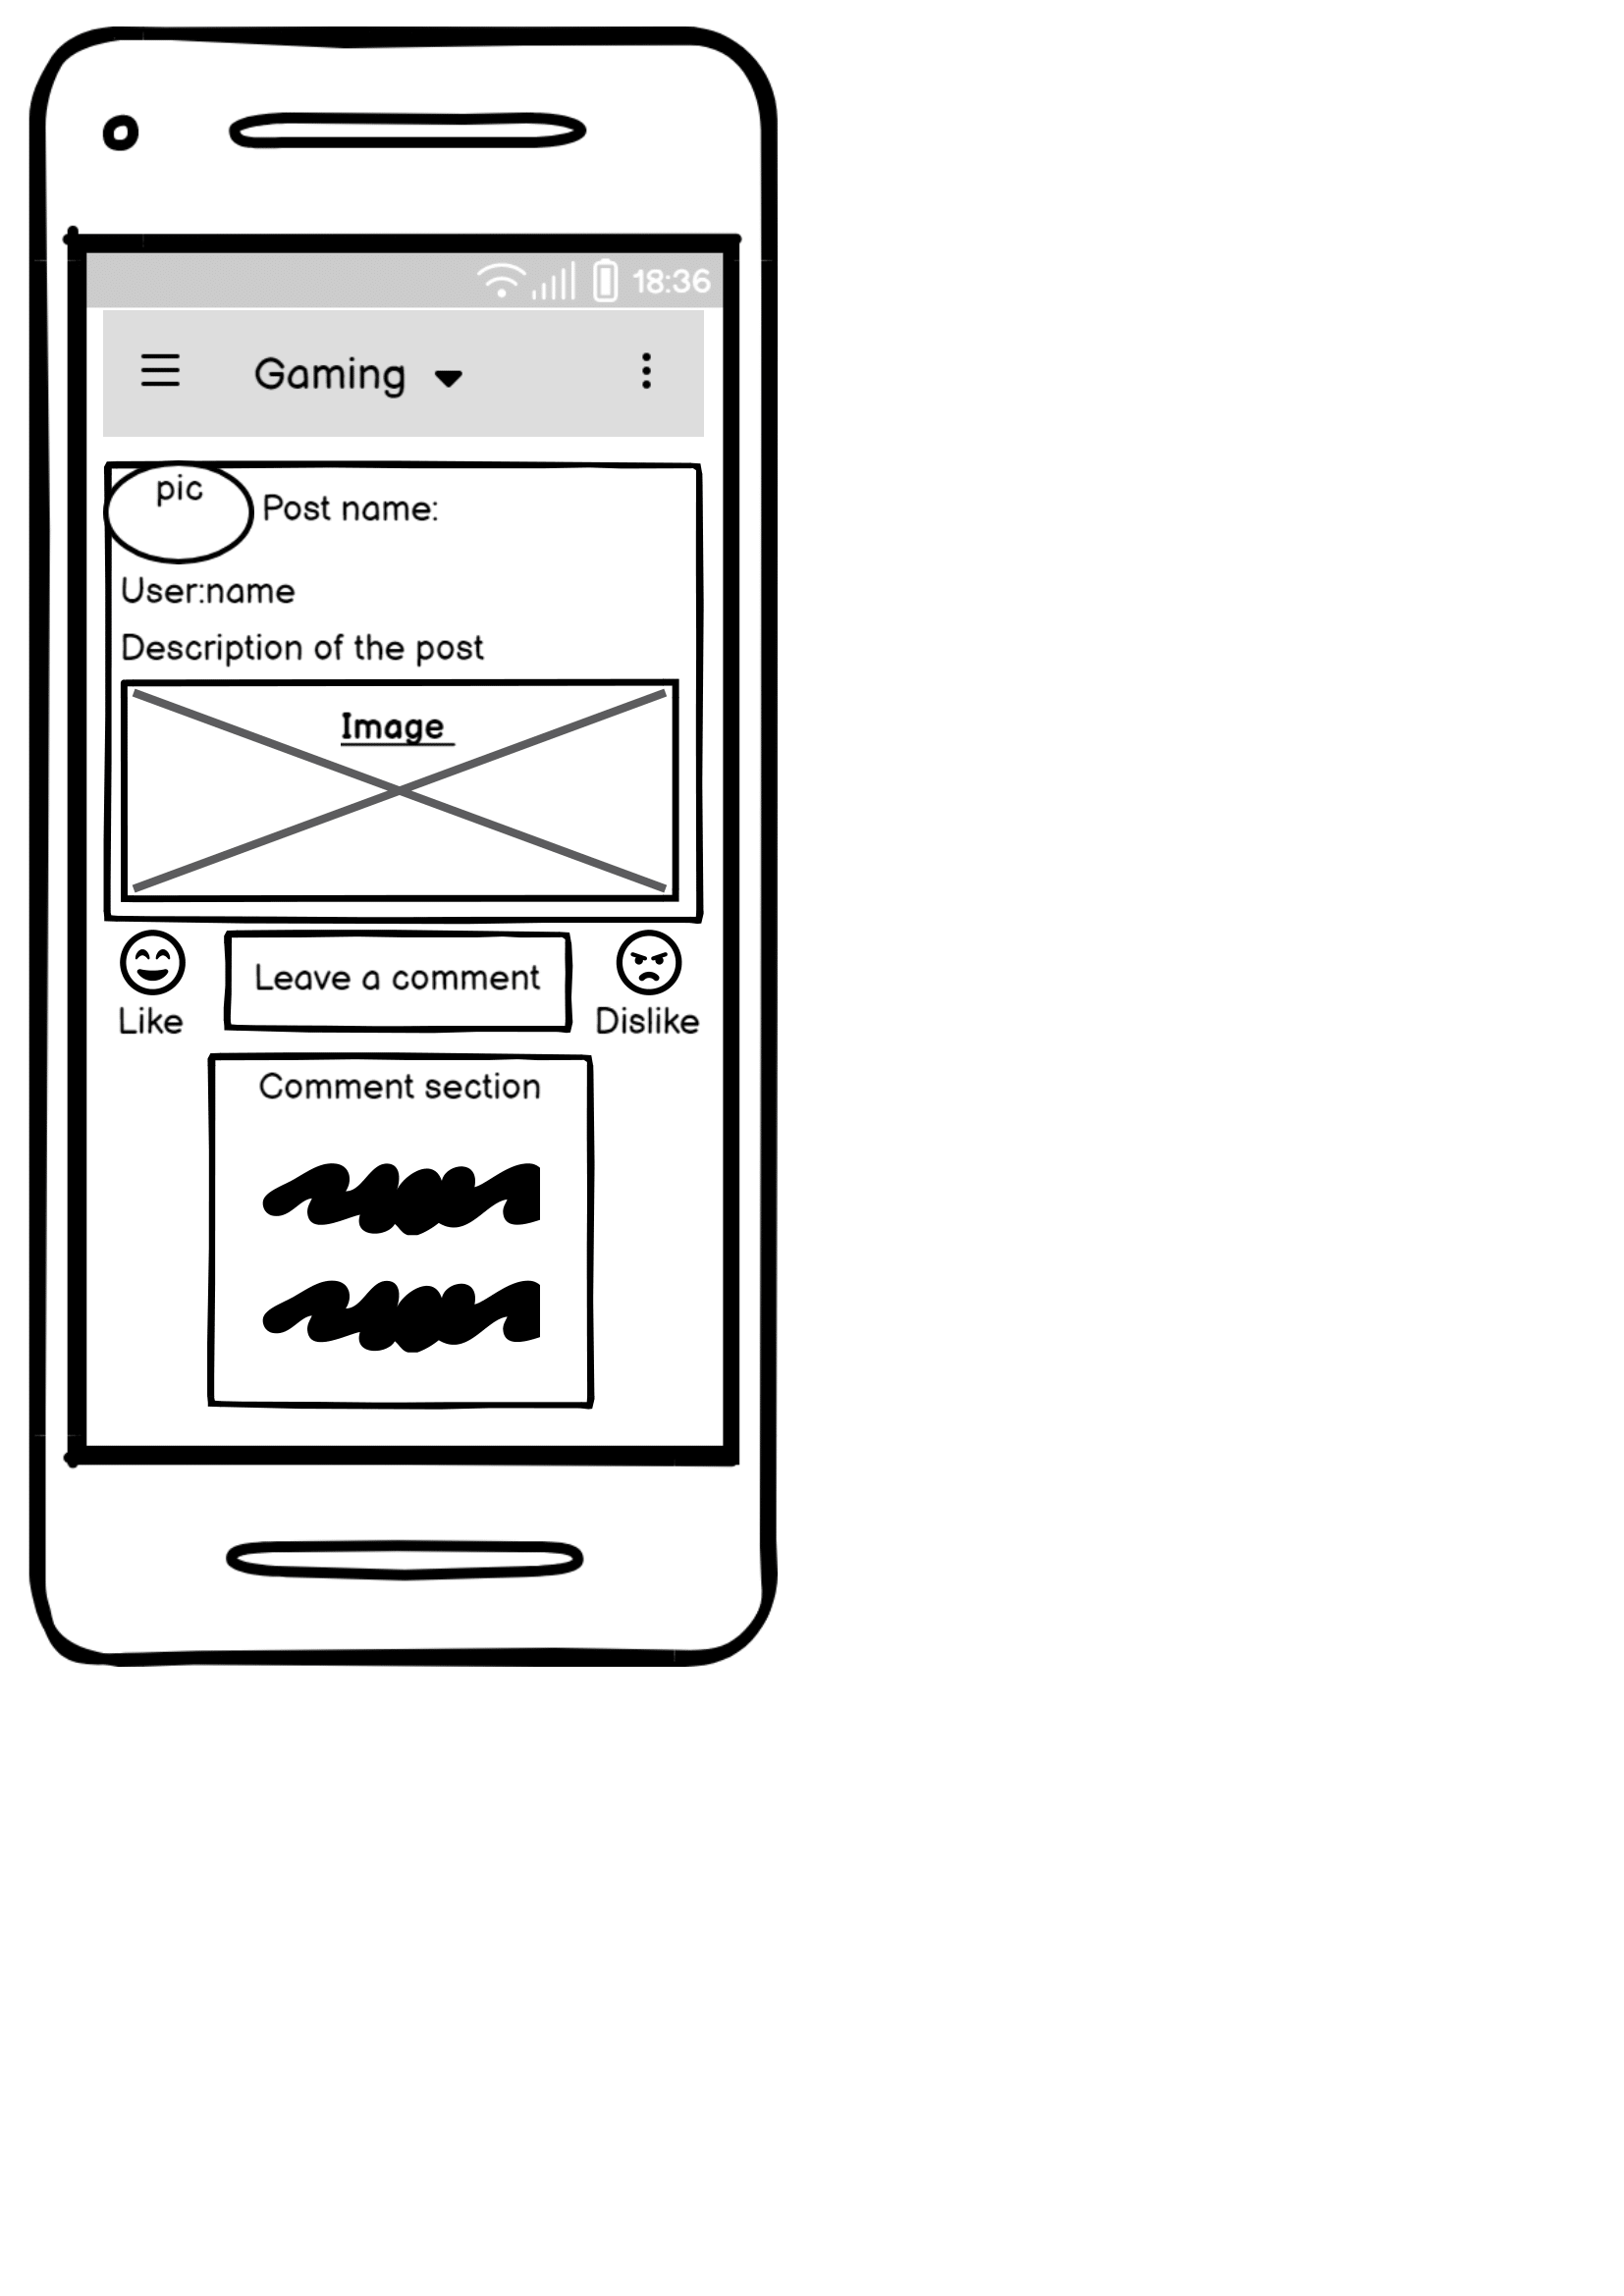 18:36
Gaming
pic
Post name:
User:name
Description of the post
Image
Leave a comment
Like
Dislike
Comment section